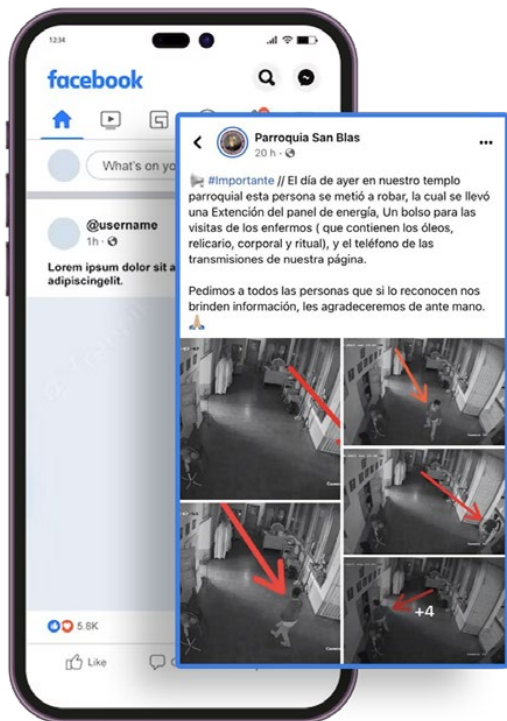 1234
facebook
What's on yo
@username
1h ·
Lorem ipsum dolor sit a
adipiscingelit.
5.8K
Like
C
Parroquia San Blas
20 h ·
#Importante // El día de ayer en nuestro templo
parroquial esta persona se metió a robar, la cual se llevó
una Extención del panel de energía, Un bolso para las
visitas de los enfermos ( que contienen los óleos,
relicario, corporal y ritual), y el teléfono de las
transmisiones de nuestra página.
Pedimos a todos las personas que si lo reconocen nos
brinden información, les agradeceremos de ante mano.
+4